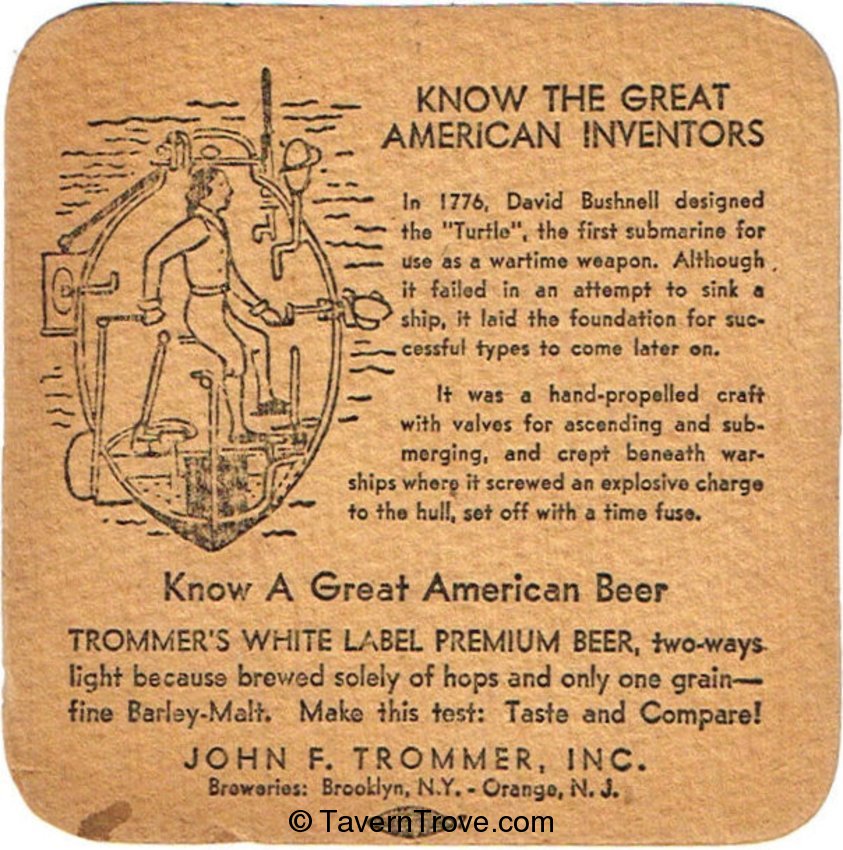 KNOW THE GREAT
AMERICAN INVENTORS
In 1776, David Bushnell designed
the "Turtle", the first submarine for
use as a wartime weapon. Although
it failed in an attempt to sink a
ship, it laid the foundation for suc-
cessful types to come later on.
It was a hand-propelled craft
with valves for ascending and sub-
merging, and crept beneath war-
ships where it screwed an explosive charge
to the hull, set off with a time fuse.
Know A Great American Beer
TROMMER'S WHITE LABEL PREMIUM BEER, two-ways
light because brewed solely of hops and only one grain—
fine Barley-Malt. Make this test: Taste and Compare!
JOHN F. TROMMER, INC.
Breweries: Brooklyn, N.Y. - Orange, N. J.
© TavernTrove.com